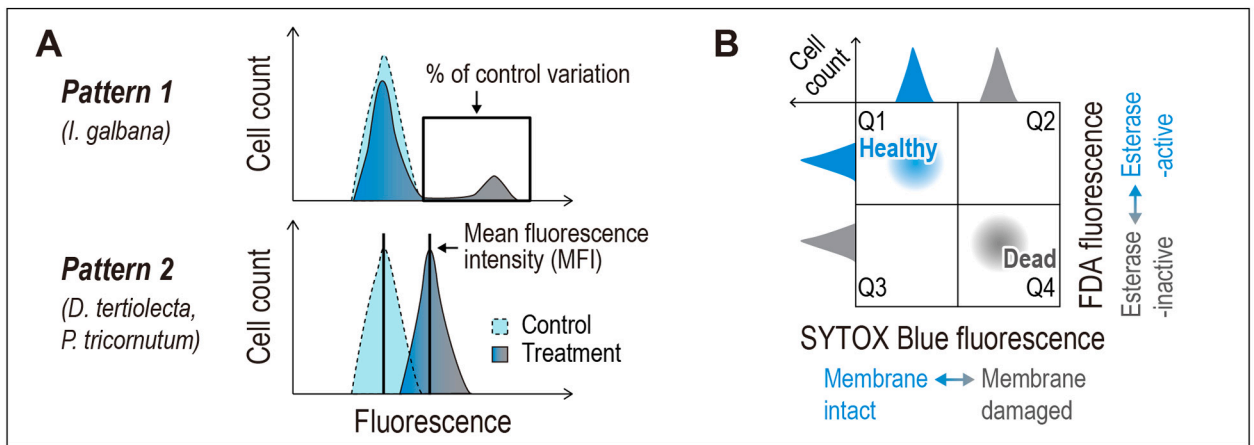 A
Pattern 1
(I. galbana)
Cell count
% of control variation
Pattern 2
(D. tertiolecta,
P. tricornutum)
Cell count
Mean fluorescence
intensity (MFI)
Control
Treatment
Fluorescence
B
Cell
count
Q1
Q2
Healthy
Dead
Q3
Q4
FDA fluorescence
Esterase
-inactive
Esterase
-active
SYTOX Blue fluorescence
Membrane
intact
Membrane
damaged